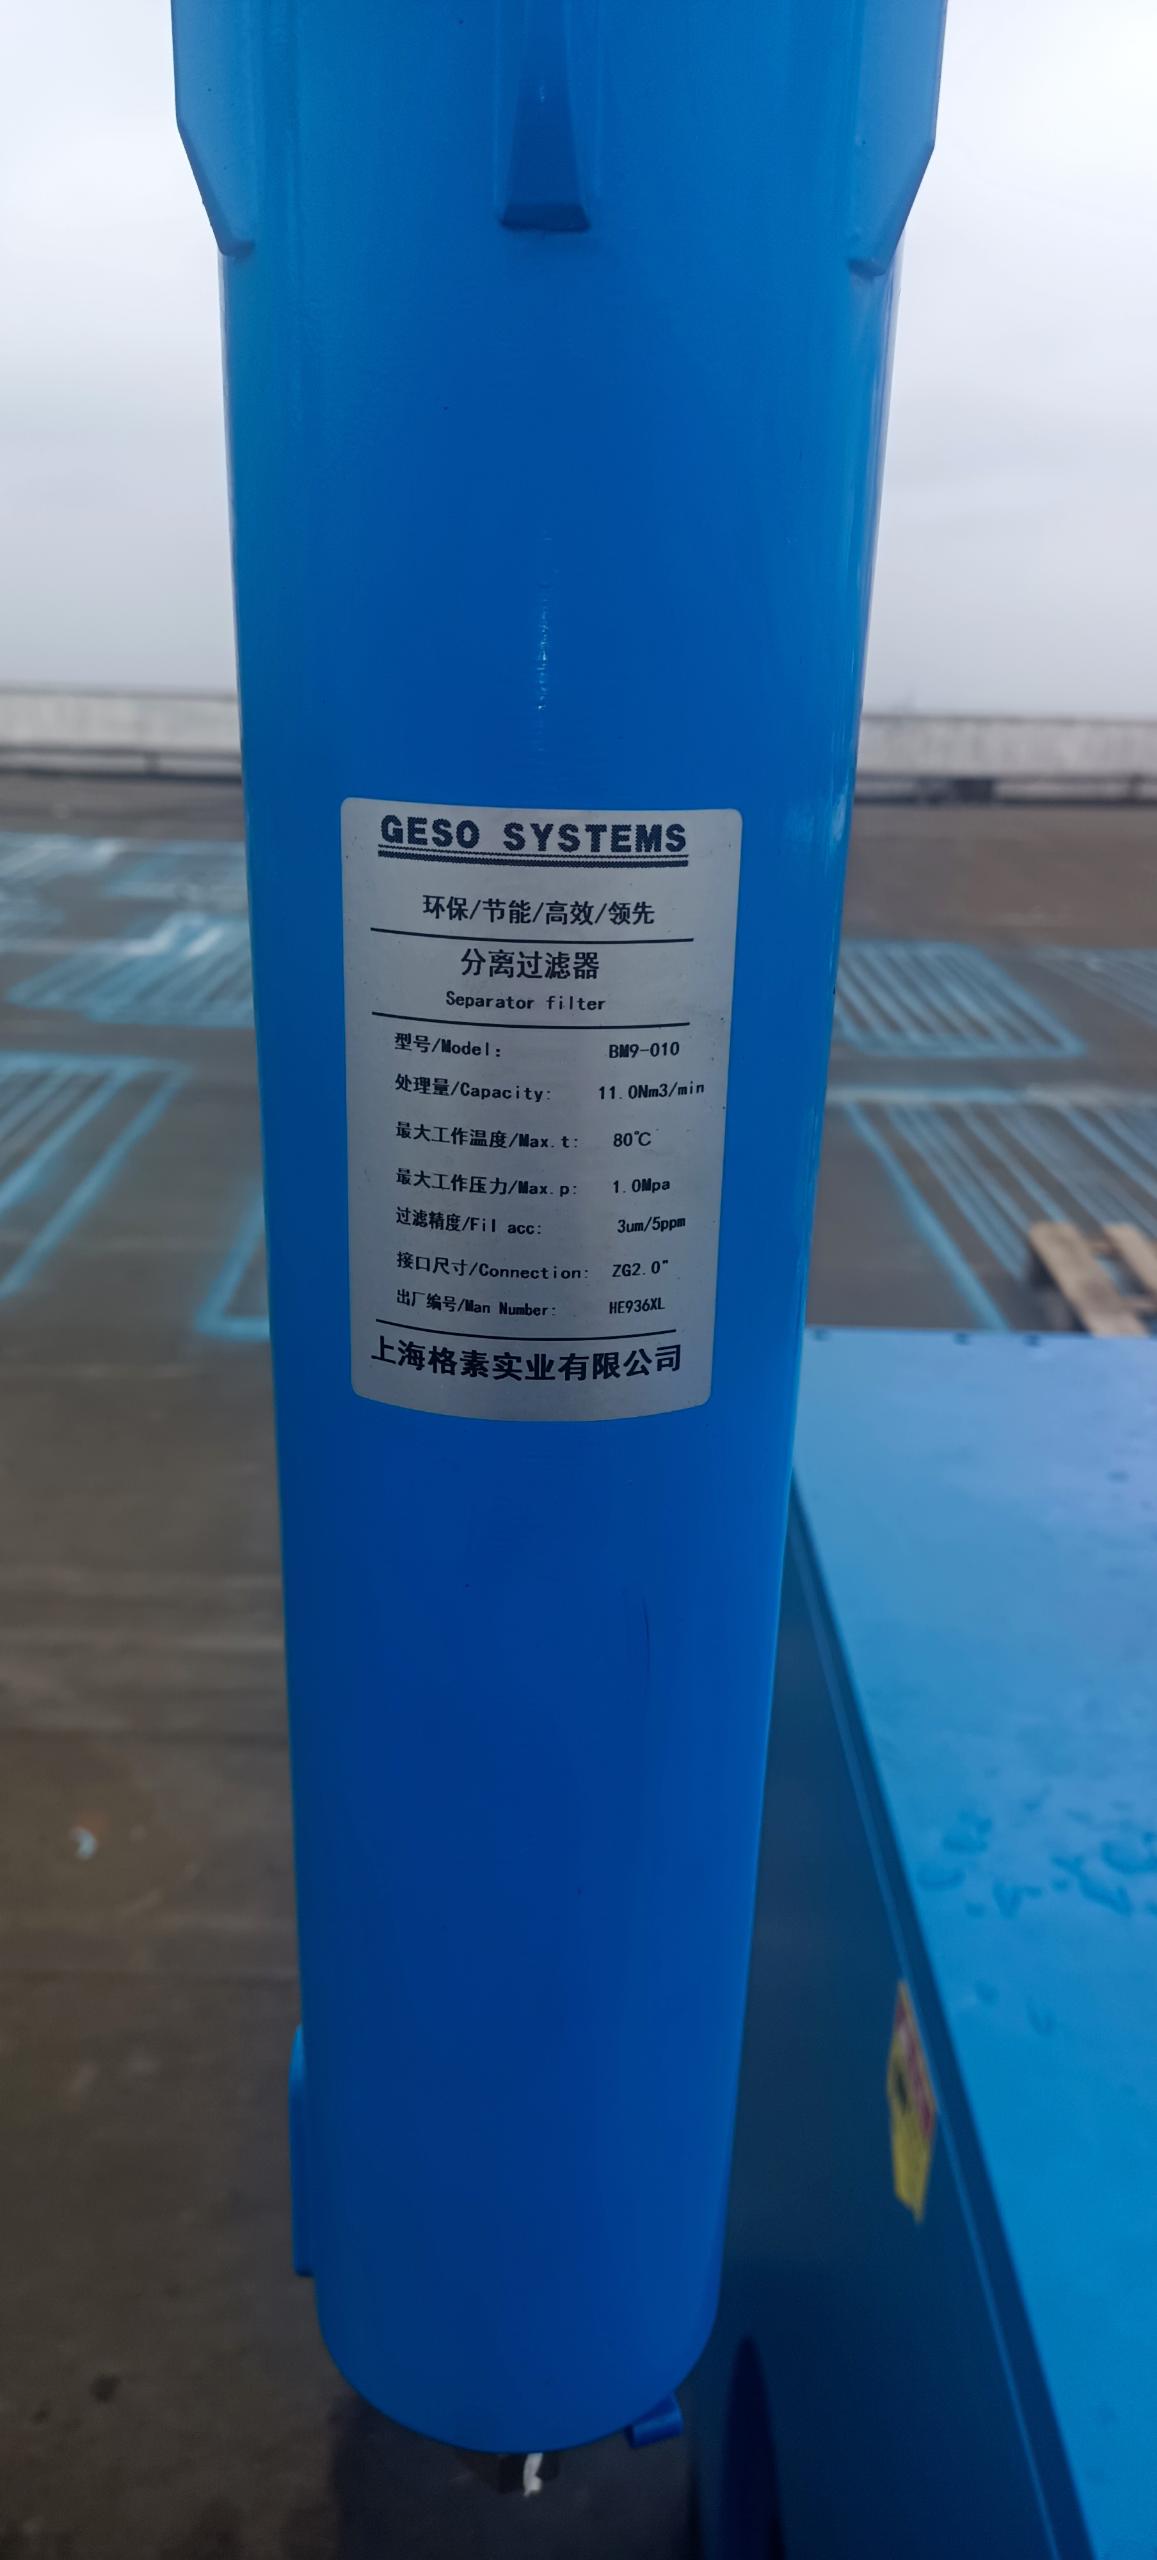 GESO SYSTEMS
环保/节能/高效/领先
分离过滤器
Separator filter
型号/Model: BM9-010
处理量/Capacity: 11.0Nm3/min
最大工作温度/Max.t: 80℃
最大工作压力/Max.p: 1.0Mpa
过滤精度/Fil acc: 3um/5ppm
接口尺寸/Connection: ZG2.0"
出厂编号/Man Number: HE936XL
上海格素实业有限公司